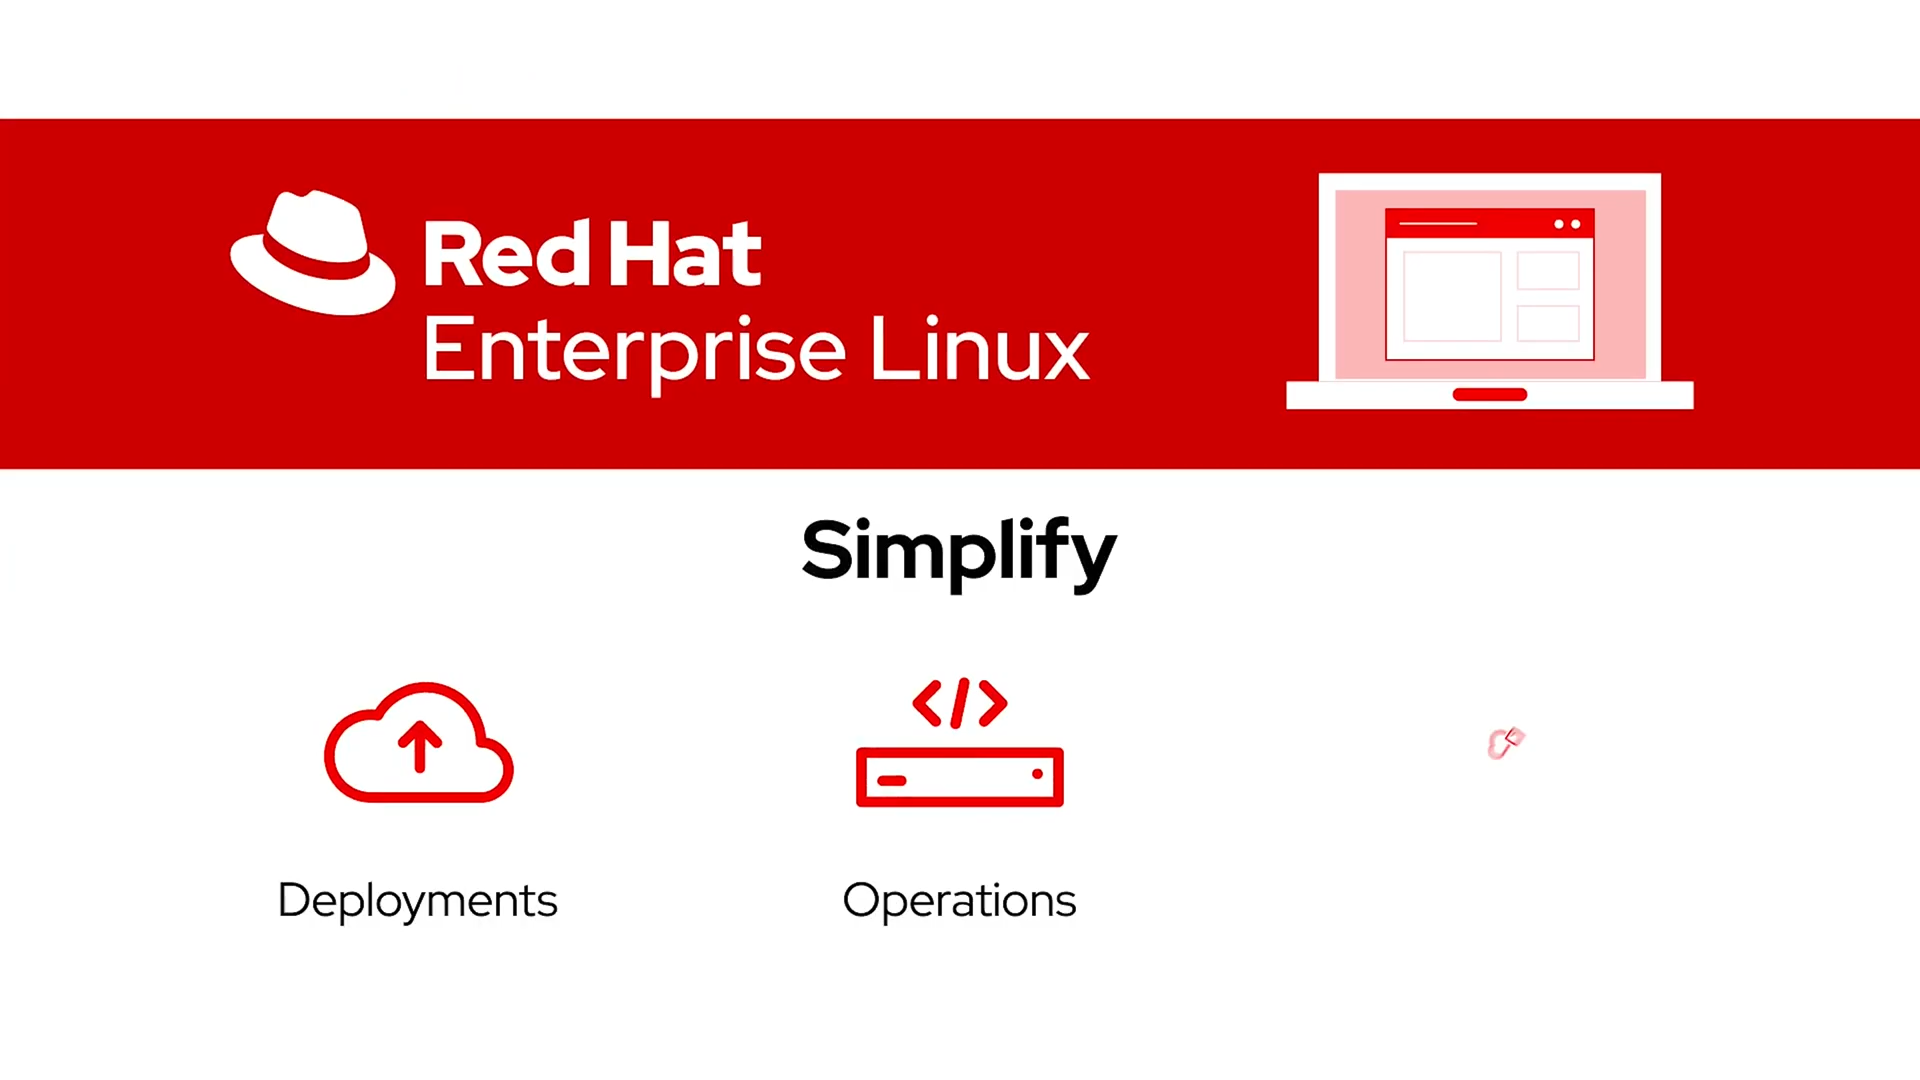 Red Hat
Enterprise Linux
Simplify
</>
Deployments
Operations